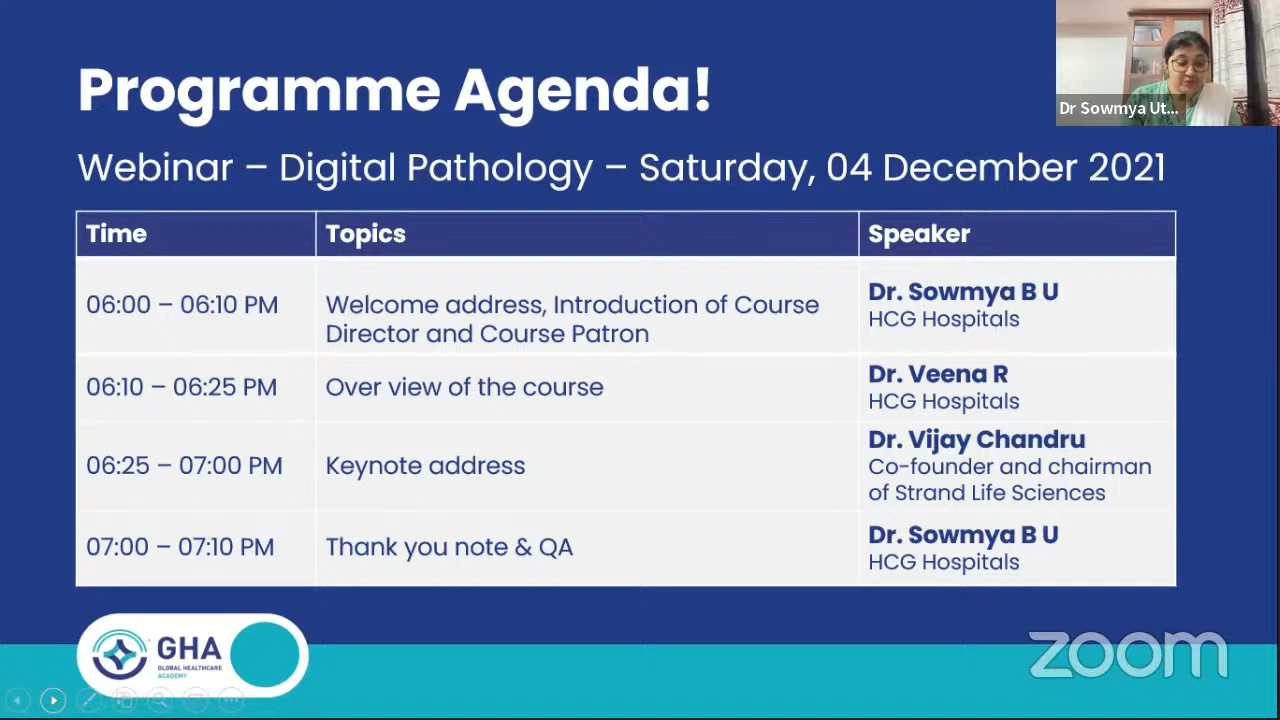 Programme Agenda!
Dr Sowmya Ut...
Webinar – Digital Pathology – Saturday, 04 December 2021
Time Topics Speaker
06:00 – 06:10 PM
Welcome address, Introduction of Course
Director and Course Patron
Dr. Sowmya B U
HCG Hospitals
06:10 – 06:25 PM
Over view of the course
Dr. Veena R
HCG Hospitals
06:25 – 07:00 PM
Keynote address
Dr. Vijay Chandru
Co-founder and chairman
of Strand Life Sciences
07:00 – 07:10 PM
Thank you note & QA
Dr. Sowmya B U
HCG Hospitals
GHA
GLOBAL HEALTHCARE
ACADEMY
zoom